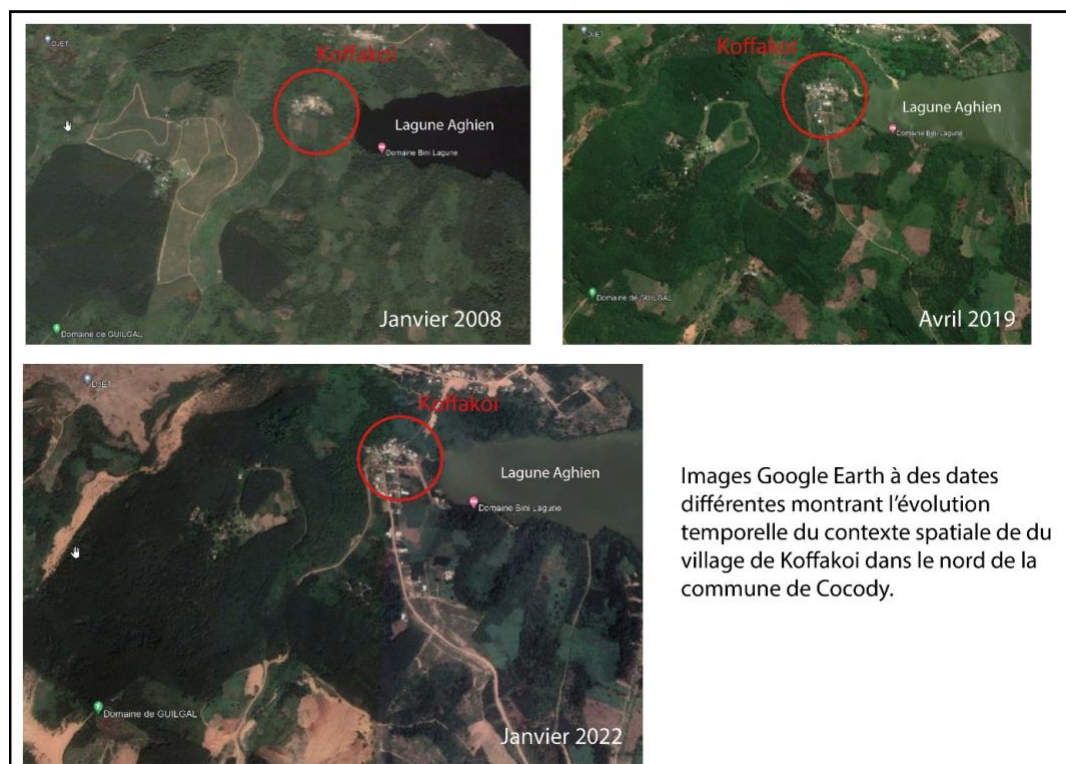 DJET
Koffakoi
Lagune Aghien
Domaine Bini Lagune
Domaine de GUILGAL
Janvier 2008
Koffakoi
Lagune Aghien
Domaine Bini Lagune
Domaine de GUILGAL
Avril 2019
DJET
Koffakoi
Lagune Aghien
Domaine Bini Lagune
Domaine de GUILGAL
Janvier 2022
Images Google Earth à des dates
différentes montrant l’évolution
temporelle du contexte spatiale de du
village de Koffakoi dans le nord de la
commune de Cocody.